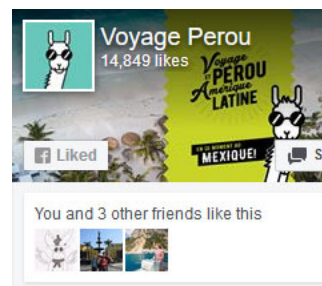 Voyage Perou
14,849 likes
Voyage
ET PÉROU
Amérique
LATINE
EN CE MOMENT AU
MEXIQUE!
Liked
S
You and 3 other friends like this